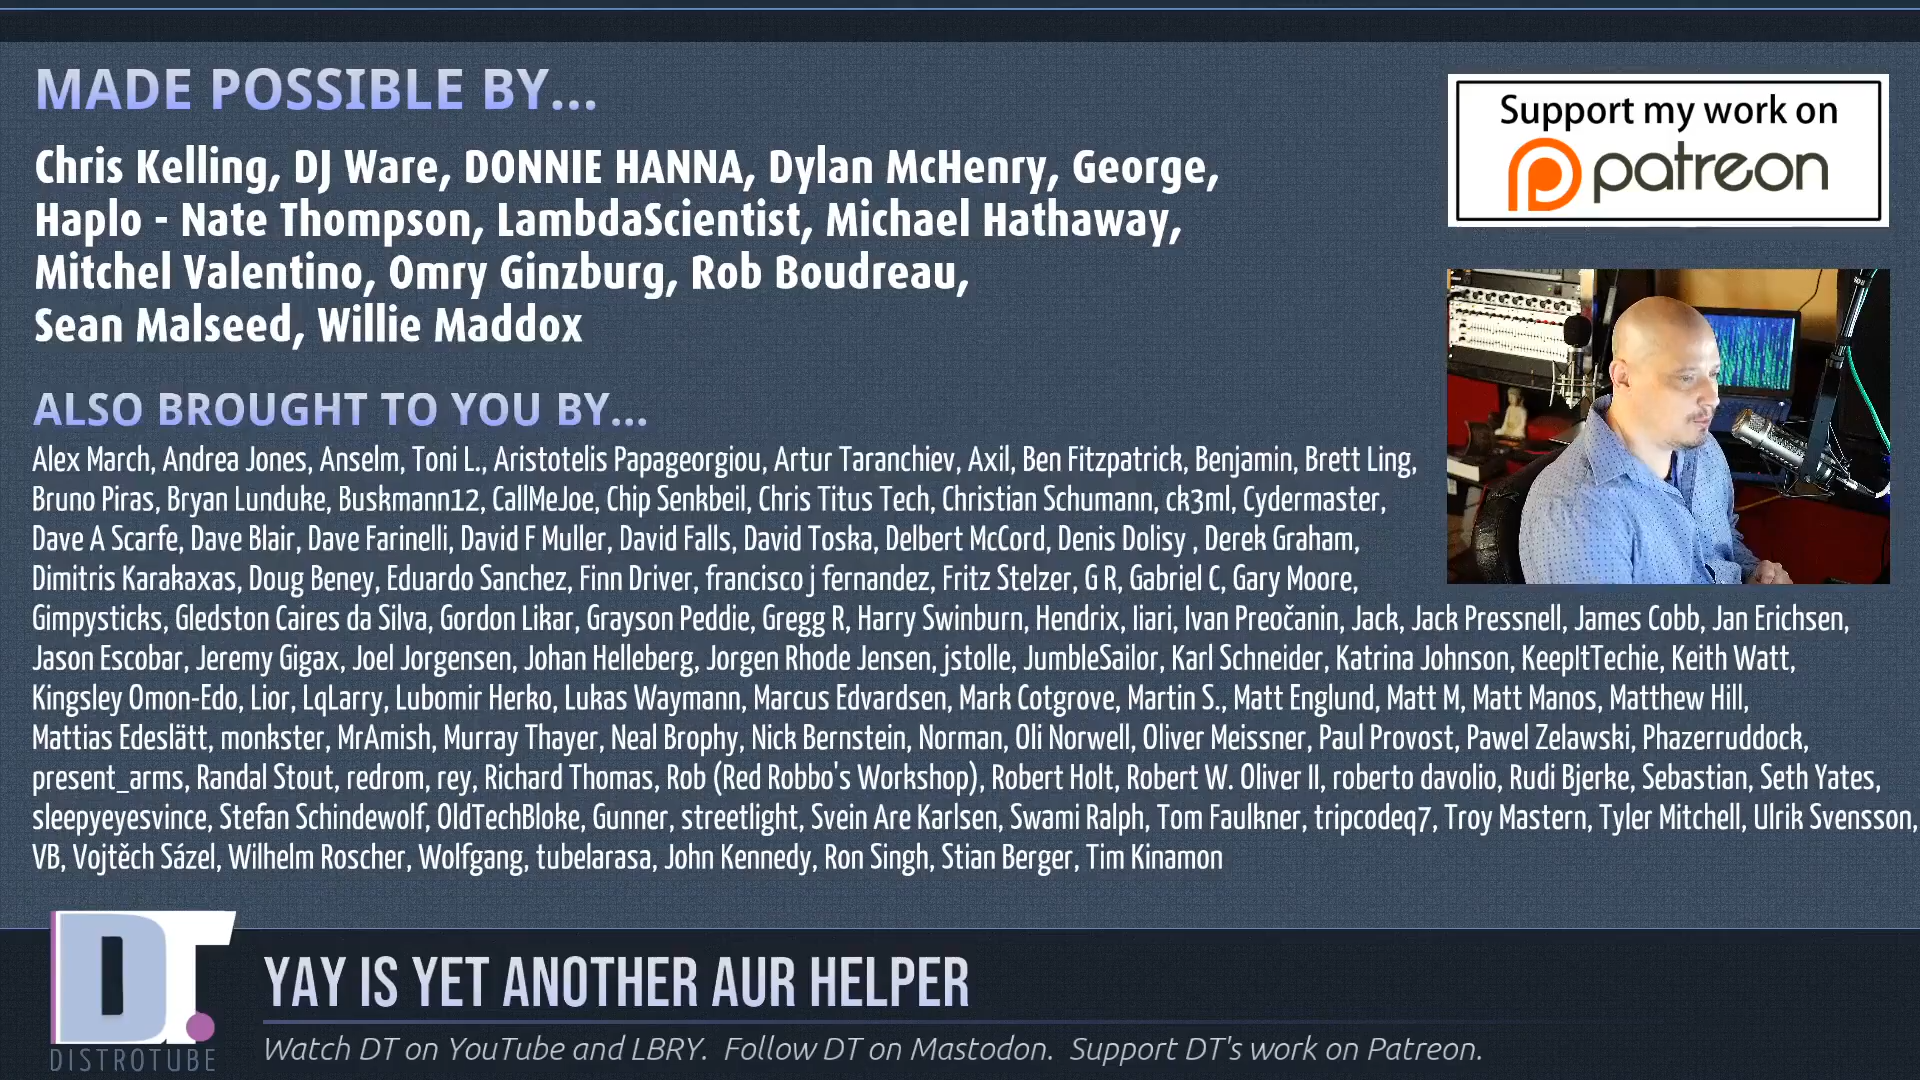 MADE POSSIBLE BY...
Support my work on
patreon
Chris Kelling, DJ Ware, DONNIE HANNA, Dylan McHenry, George,
Haplo - Nate Thompson, LambdaScientist, Michael Hathaway,
Mitchel Valentino, Omry Ginzburg, Rob Boudreau,
Sean Malseed, Willie Maddox
ALSO BROUGHT TO YOU BY...
Alex March, Andrea Jones, Anselm, Toni L., Aristotelis Papageorgiou, Artur Taranchiev, Axil, Ben Fitzpatrick, Benjamin, Brett Ling,
Bruno Piras, Bryan Lunduke, Buskmann12, CallMeJoe, Chip Senkbeil, Chris Titus Tech, Christian Schumann, ck3ml, Cydermaster,
Dave A Scarfe, Dave Blair, Dave Farinelli, David F Muller, David Falls, David Toska, Delbert McCord, Denis Dolisy , Derek Graham,
Dimitris Karakaxas, Doug Beney, Eduardo Sanchez, Finn Driver, francisco j fernandez, Fritz Stelzer, G R, Gabriel C, Gary Moore,
Gimpysticks, Gledston Caires da Silva, Gordon Likar, Grayson Peddie, Gregg R, Harry Swinburn, Hendrix, Iiari, Ivan Preočanin, Jack, Jack Pressnell, James Cobb, Jan Erichsen,
Jason Escobar, Jeremy Gigax, Joel Jorgensen, Johan Helleberg, Jorgen Rhode Jensen, jstolle, JumbleSailor, Karl Schneider, Katrina Johnson, KeepItTechie, Keith Watt,
Kingsley Omon-Edo, Lior, LqLarry, Lubomir Herko, Lukas Waymann, Marcus Edvardsen, Mark Cotgrove, Martin S., Matt Englund, Matt M, Matt Manos, Matthew Hill,
Mattias Edeslätt, monkster, MrAmish, Murray Thayer, Neal Brophy, Nick Bernstein, Norman, Oli Norwell, Oliver Meissner, Paul Provost, Pawel Zelawski, Phazerruddock,
present_arms, Randal Stout, redrom, rey, Richard Thomas, Rob (Red Robbo's Workshop), Robert Holt, Robert W. Oliver II, roberto davolio, Rudi Bjerke, Sebastian, Seth Yates,
sleepyeyesvince, Stefan Schindewolf, OldTechBloke, Gunner, streetlight, Svein Are Karlsen, Swami Ralph, Tom Faulkner, tripcodeq7, Troy Mastern, Tyler Mitchell, Ulrik Svensson,
VB, Vojtěch Sázel, Wilhelm Roscher, Wolfgang, tubelarasa, John Kennedy, Ron Singh, Stian Berger, Tim Kinamon
DT
DISTROTUBE
YAY IS YET ANOTHER AUR HELPER
Watch DT on YouTube and LBRY. Follow DT on Mastodon. Support DT's work on Patreon.